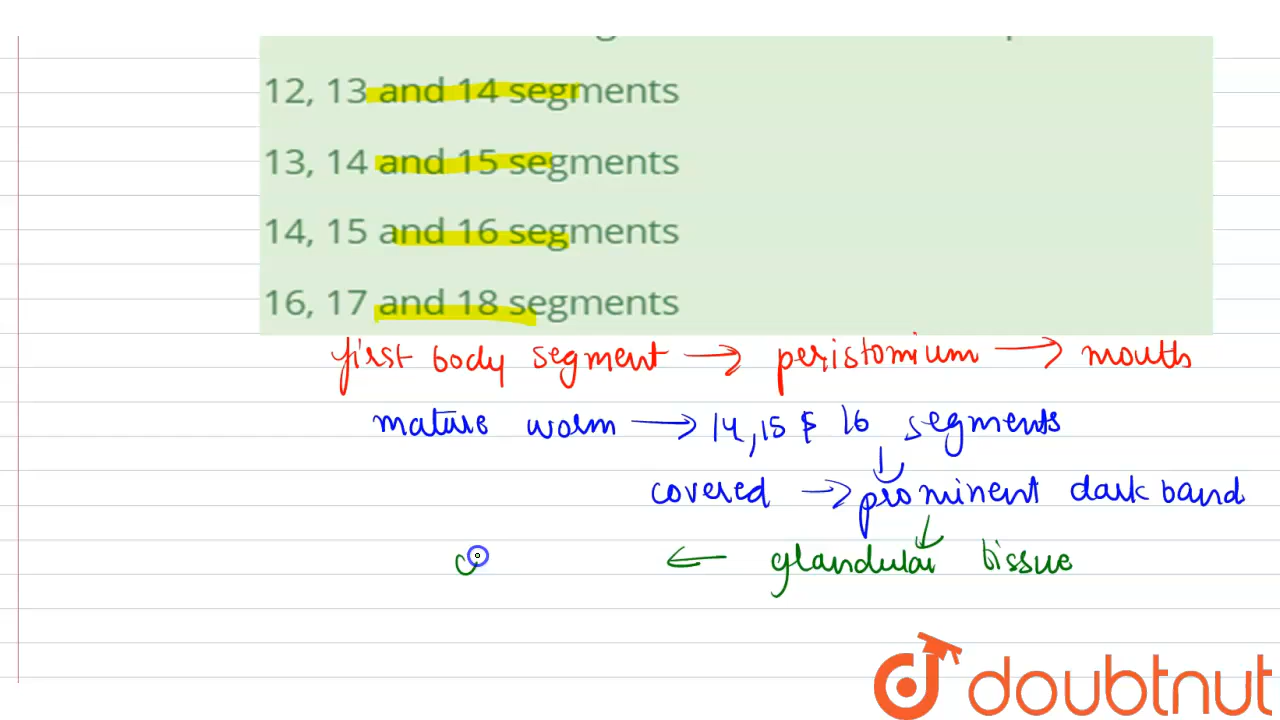 12, 13 and 14 segments
13, 14 and 15 segments
14, 15 and 16 segments
16, 17 and 18 segments
first body segment → peristomium → mouth
mature worm → 14, 15 & 16 segments
covered → prominent dark band
← glandular tissue
doubtnut